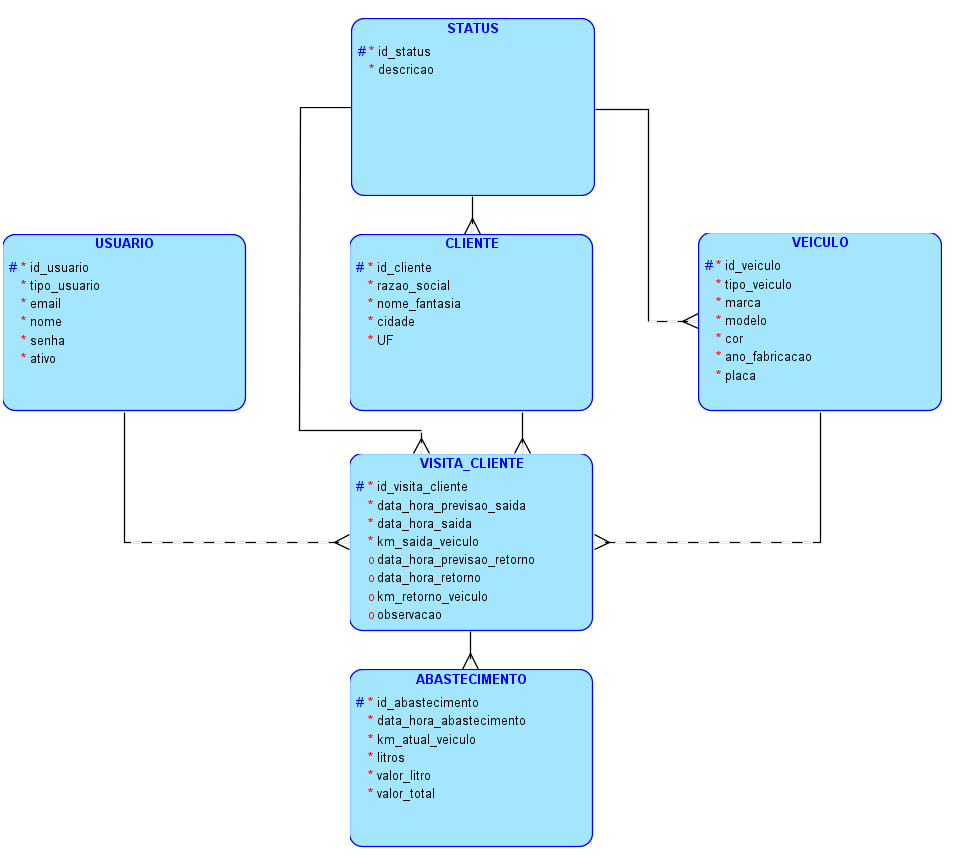 STATUS
# * id_status
* descricao
USUARIO
# * id_usuario
* tipo_usuario
* email
* nome
* senha
* ativo
CLIENTE
# * id_cliente
* razao_social
* nome_fantasia
* cidade
* UF
VEICULO
# * id_veiculo
* tipo_veiculo
* marca
* modelo
* cor
* ano_fabricacao
* placa
VISITA_CLIENTE
# * id_visita_cliente
* data_hora_previsao_saida
* data_hora_saida
* km_saida_veiculo
o data_hora_previsao_retorno
o data_hora_retorno
o km_retorno_veiculo
o observacao
ABASTECIMENTO
# * id_abastecimento
* data_hora_abastecimento
* km_atual_veiculo
* litros
* valor_litro
* valor_total